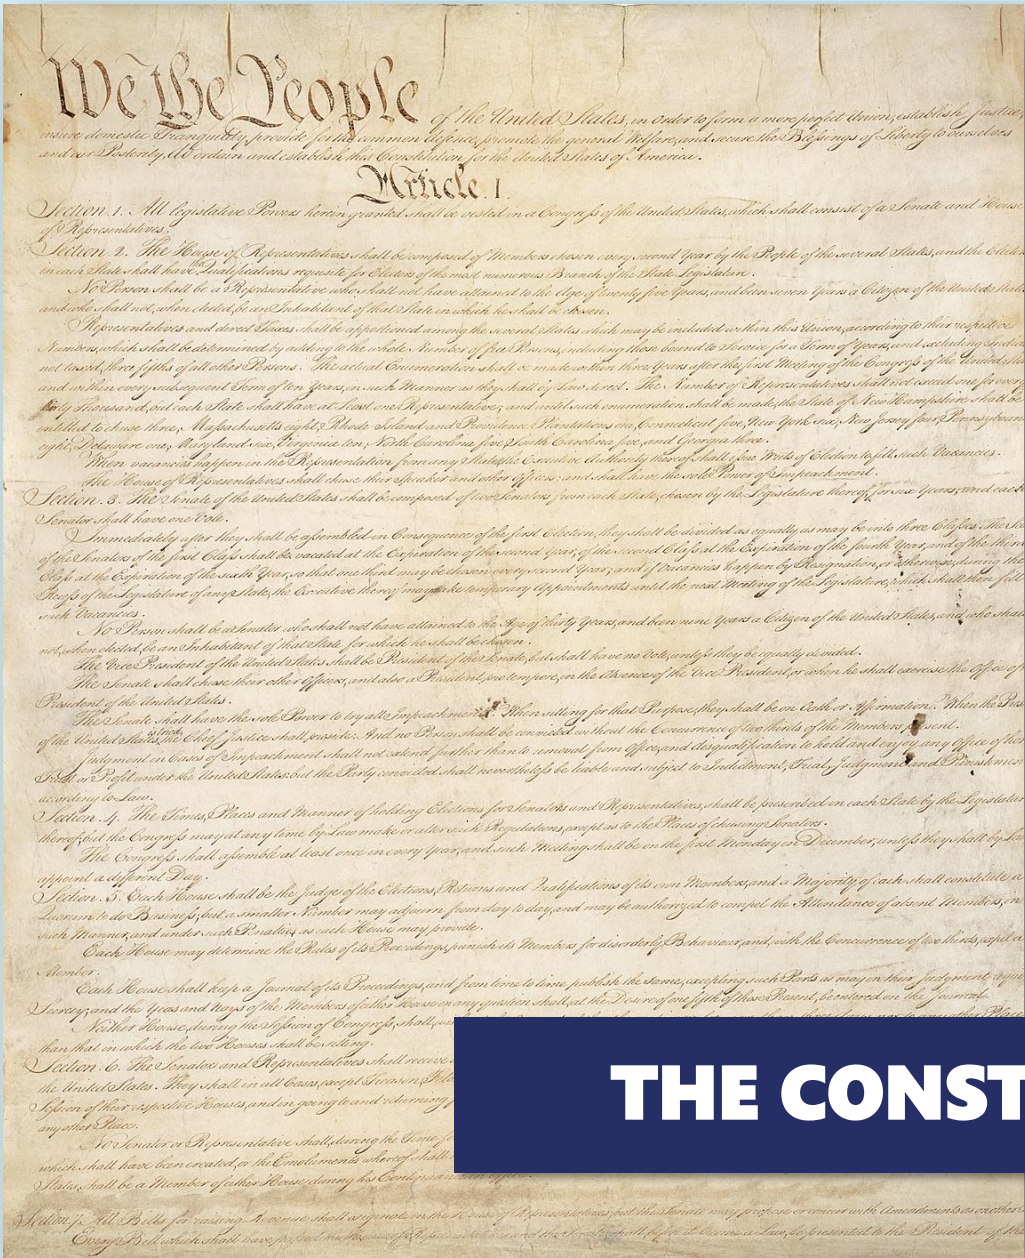 We the People of the United States, in Order to form a more perfect Union, establish Justice,
insure domestic Tranquility, provide for the common defence, promote the general Welfare, and secure the Blessings of Liberty to ourselves
and our Posterity, do ordain and establish this Constitution for the United States of America.
Article. I.
Section. 1. All legislative Powers herein granted shall be vested in a Congress of the United States, which shall consist of a Senate and House
of Representatives.
Section. 2. The House of Representatives shall be composed of Members chosen every second Year by the People of the several States, and the
in each State shall have the Qualifications requisite for Electors of the most numerous Branch of the State Legislature.
No Person shall be a Representative who shall not have attained to the Age of twenty five Years, and been seven Years a Citizen of the United
and who shall not, when elected, be an Inhabitant of that State in which he shall be chosen.
Representatives and direct Taxes shall be apportioned among the several States which may be included within this Union, according to their respective
Numbers, which shall be determined by adding to the whole Number of free Persons, including those bound to Service for a Term of Years, and excluding
not taxed, three fifths of all other Persons. The actual Enumeration shall be made within three Years after the first Meeting of the Congress of the United
and within every subsequent Term of ten Years, in such Manner as they shall by Law direct. The Number of Representatives shall not exceed one for every
thirty Thousand, but each State shall have at Least one Representative; and until such enumeration shall be made, the State of New Hampshire shall be
entitled to chuse three, Massachusetts eight, Rhode Island and Providence Plantations one, Connecticut five, New York six, New Jersey four,
eight, Delaware one, Maryland six, Virginia ten, North Carolina five, South Carolina five, and Georgia three.
When vacancies happen in the Representation from any State, the Executive Authority thereof shall issue Writs of Election to fill such Vacancies.
The House of Representatives shall chuse their Speaker and other Officers; and shall have the sole Power of Impeachment.
Section. 3. The Senate of the United States shall be composed of two Senators from each State, chosen by the Legislature thereof, for six Years; and each
Senator shall have one Vote.
Immediately after they shall be assembled in Consequence of the first Election, they shall be divided as equally as may be into three Classes. The
of the Senators of the first Class shall be vacated at the Expiration of the second Year, of the second Class at the Expiration of the fourth Year, and of the third
Class at the Expiration of the sixth Year, so that one third may be chosen every second Year; and if Vacancies happen by Resignation, or otherwise, during the
Recess of the Legislature of any State, the Executive thereof may make temporary Appointments until the next Meeting of the Legislature, which shall then fill
such Vacancies.
No Person shall be a Senator who shall not have attained to the Age of thirty Years, and been nine Years a Citizen of the United States, and who shall
not, when elected, be an Inhabitant of that State for which he shall be chosen.
The Vice President of the United States shall be President of the Senate, but shall have no Vote, unless they be equally divided.
The Senate shall chuse their other Officers, and also a President pro tempore, in the Absence of the Vice President, or when he shall exercise the Office of
President of the United States.
The Senate shall have the sole Power to try all Impeachments. When sitting for that Purpose, they shall be on Oath or Affirmation. When the
of the United States is tried, the Chief Justice shall preside: And no Person shall be convicted without the Concurrence of two thirds of the Members present.
Judgment in Cases of Impeachment shall not extend further than to removal from Office, and disqualification to hold and enjoy any Office of
Trust or Profit under the United States: but the Party convicted shall nevertheless be liable and subject to Indictment, Trial, Judgment and
according to Law.
Section. 4. The Times, Places and Manner of holding Elections for Senators and Representatives, shall be prescribed in each State by the
thereof; but the Congress may at any time by Law make or alter such Regulations, except as to the Places of chusing Senators.
The Congress shall assemble at least once in every Year, and such Meeting shall be on the first Monday in December, unless they shall by
appoint a different Day.
Section. 5. Each House shall be the Judge of the Elections, Returns and Qualifications of its own Members, and a Majority of each shall constitute a
Quorum to do Business; but a smaller Number may adjourn from day to day, and may be authorized to compel the Attendance of absent Members, in
such Manner, and under such Penalties as each House may provide.
Each House may determine the Rules of its Proceedings, punish its Members for disorderly Behaviour, and, with the Concurrence of two thirds, expel a
Member.
Each House shall keep a Journal of its Proceedings, and from time to time publish the same, excepting such Parts as may in their Judgment
Secrecy; and the Yeas and Nays of the Members of either House on any question shall, at the Desire of one fifth of those Present, be entered on the Journal.
Neither House, during the Session of Congress, shall,
than that in which the two Houses shall be sitting.
Section. 6. The Senators and Representatives shall receive
the United States. They shall in all Cases, except Treason,
Session of their respective Houses, and in going to and returning
any other Place.
No Senator or Representative shall, during the Time
which shall have been created, or the Emoluments whereof shall
States, shall be a Member of either House during his Continuance
Section. 7. All Bills for raising Revenue shall originate in the House of Representatives; but the Senate may propose or concur with Amendments as on other
Every Bill which shall have passed the House of Representatives and the Senate, shall, before it become a Law, be presented to the President of the
THE CONST